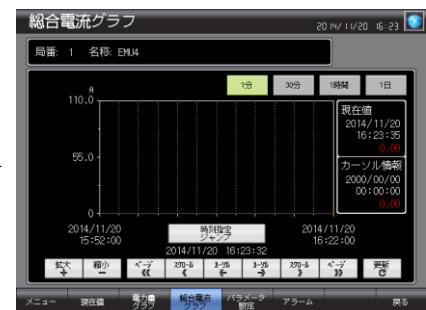 総合電流グラフ 2014/11/20 16:23
局番: 1 名称: EMU4
1分 30分 1時間 1日
A
110.0
55.0
0
現在値
2014/11/20
16:23:35
0.00
カーソル情報
2000/00/00
00:00:00
0.00
2014/11/20
15:52:00
時刻指定
ジャンプ
2014/11/20
16:22:00
2014/11/20 16:23:32
拡大
+
縮小
-
ページ
«
スクロール
‹
カーソル
←
カーソル
→
スクロール
›
ページ
»
更新
メニュー 現在値 電力量グラフ 総合電流グラフ パラメータ設定 アラーム 戻る